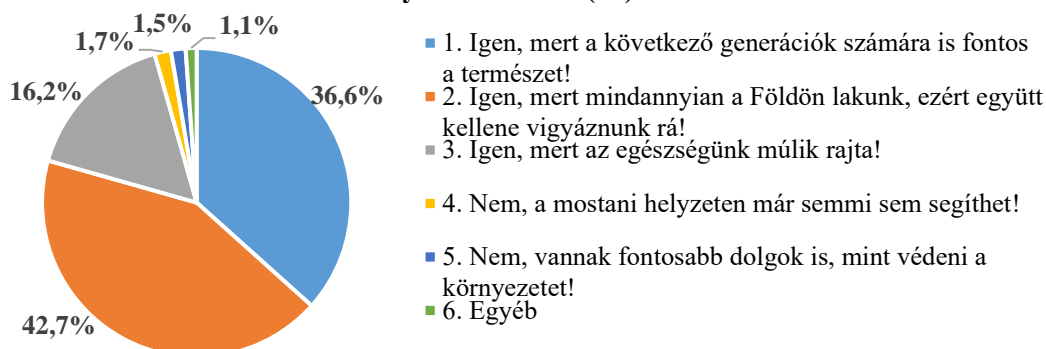 1,5%
1,1%
1,7%
16,2%
36,6%
42,7%
1. Igen, mert a következő generációk számára is fontos
a természet!
2. Igen, mert mindannyian a Földön lakunk, ezért együtt
kellene vigyáznunk rá!
3. Igen, mert az egészségünk múlik rajta!
4. Nem, a mostani helyzeten már semmi sem segíthet!
5. Nem, vannak fontosabb dolgok is, mint védeni a
környezetet!
6. Egyéb